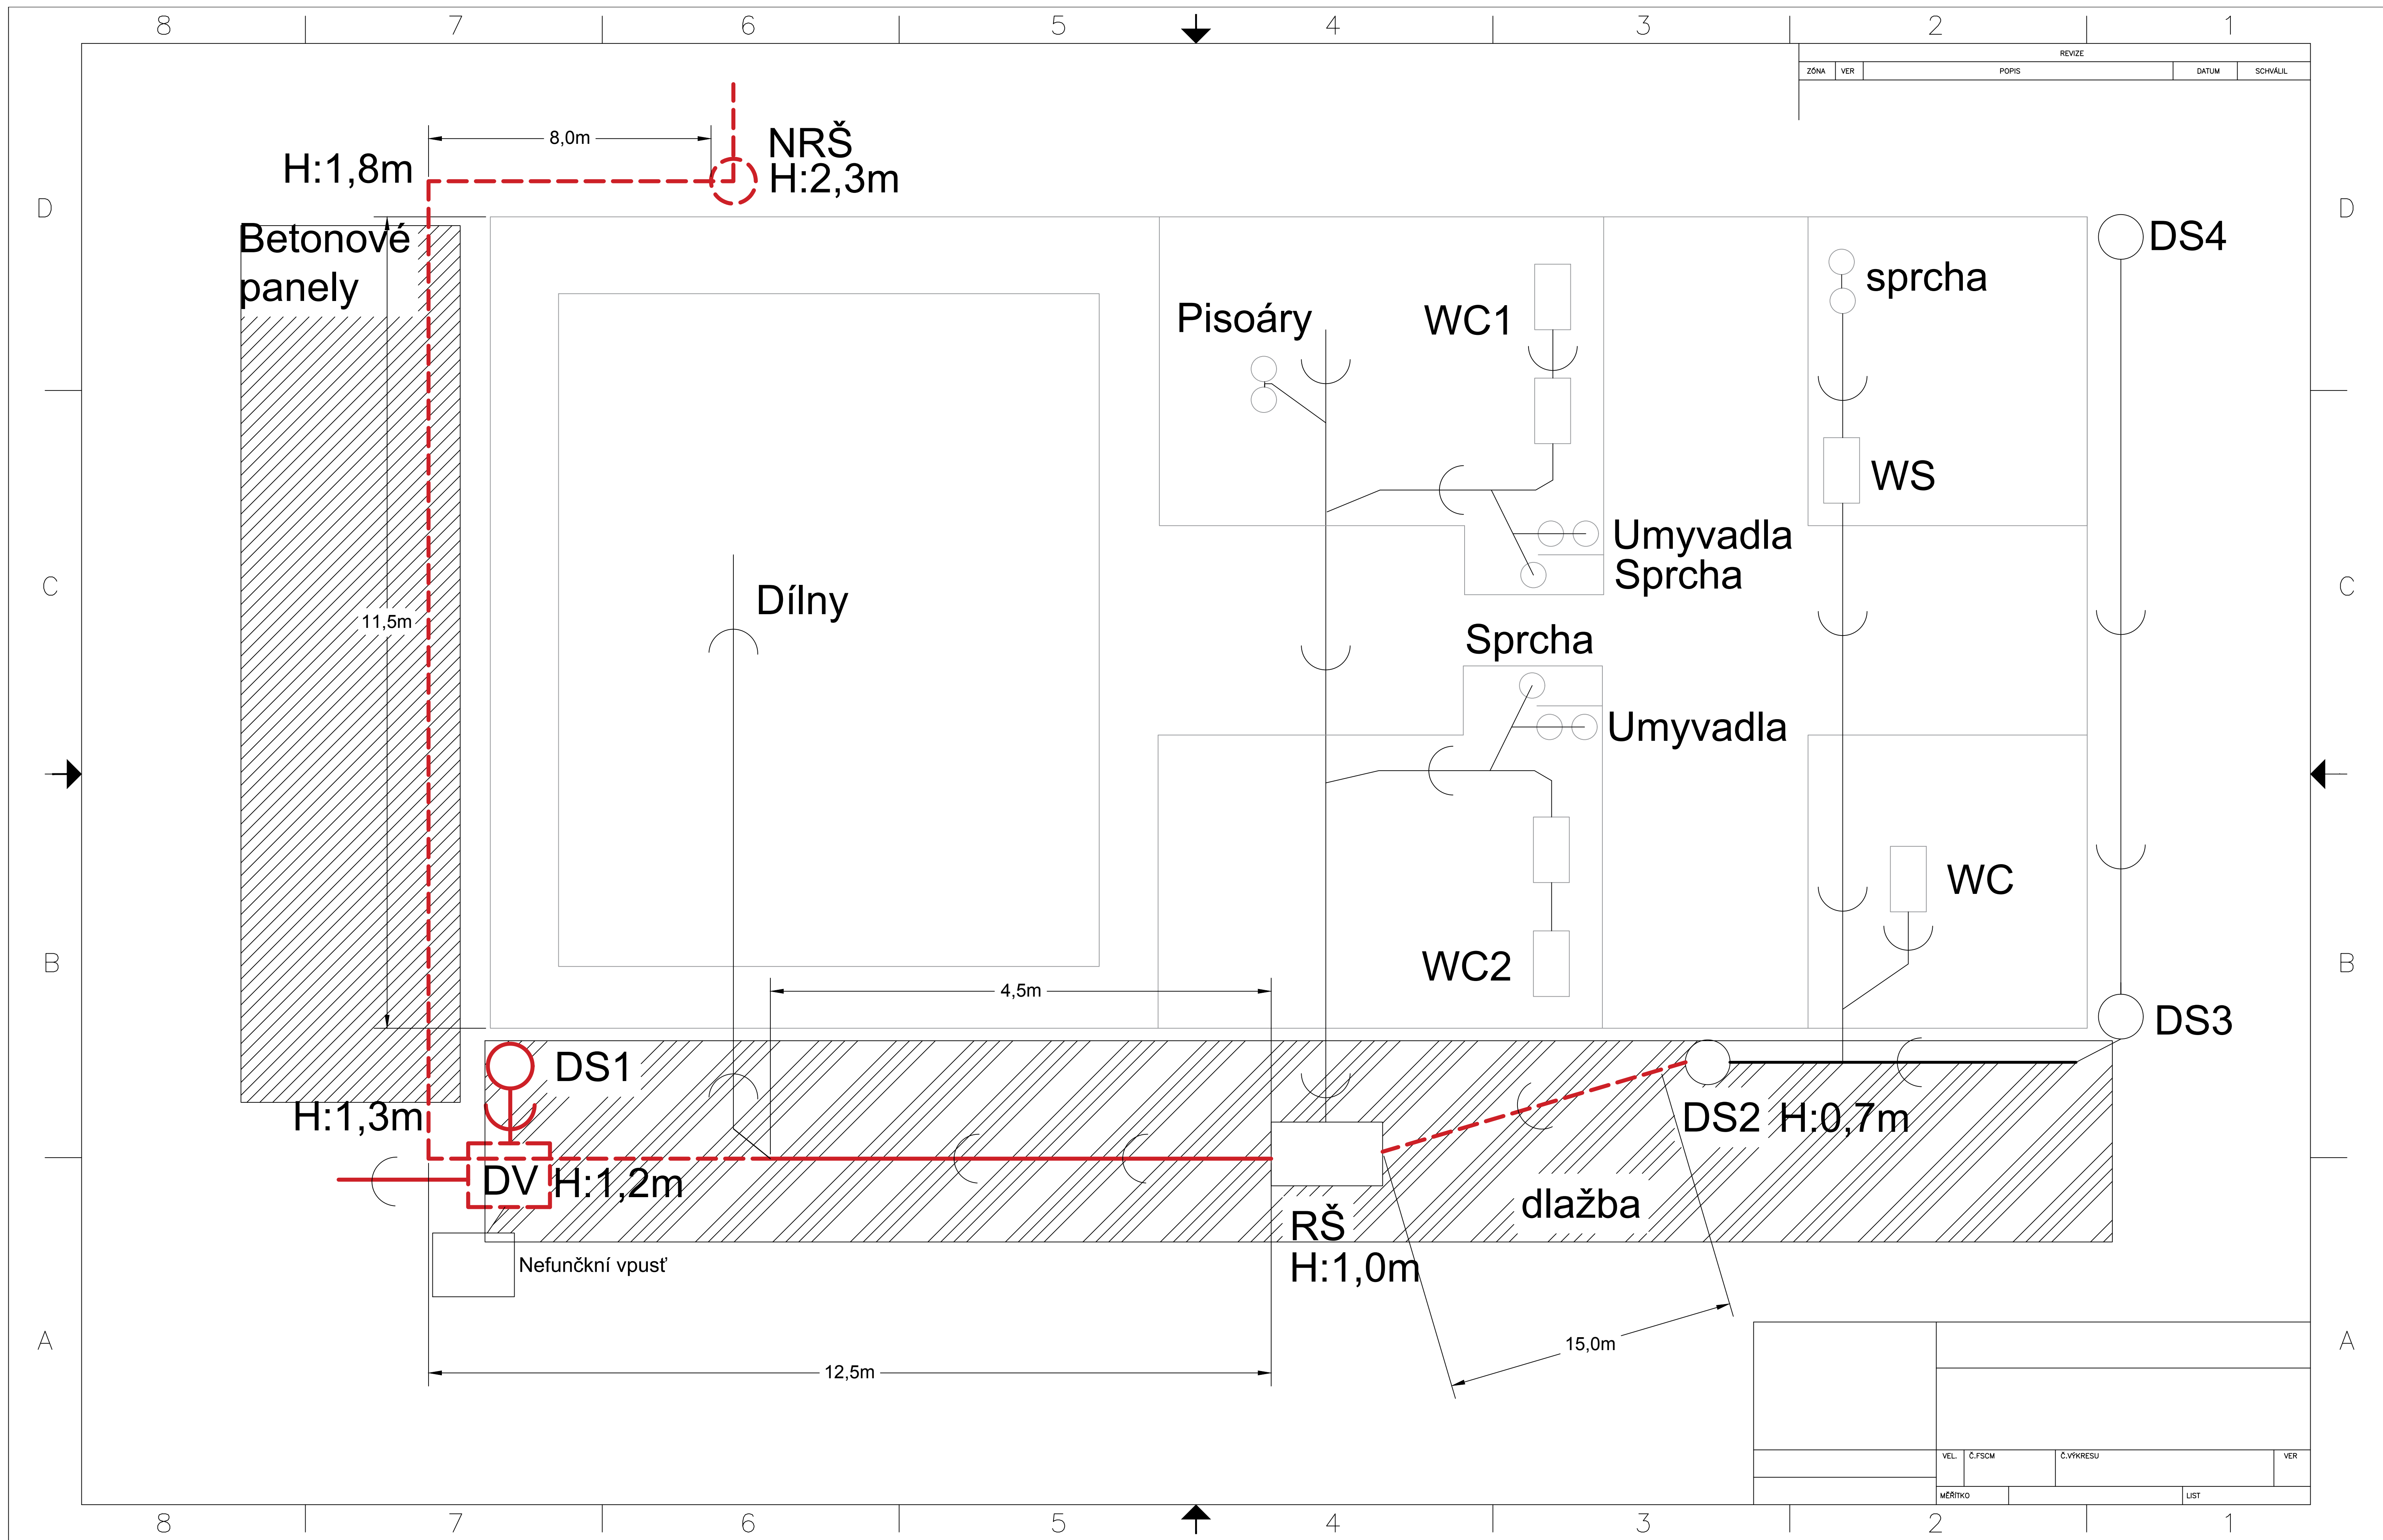 8 7 6 5 4 3 2 1
REVIZE
ZÓNA VER POPIS DATUM SCHVÁLIL
8,0m
NRŠ
H:2,3m
H:1,8m
D D
Betonové
panely
DS4
sprcha
Pisoáry
WC1
WS
Umyvadla
Sprcha
C C
Dílny
11,5m
Sprcha
Umyvadla
WC
WC2
B B
4,5m
DS3
DS1
H:1,3m
DS2 H:0,7m
DV H:1,2m
dlažba
RŠ
H:1,0m
Nefunčkní vpusť
A A
15,0m
12,5m
VEL. Č.FSCM Č.VÝKRESU VER
MĚŘÍTKO LIST
8 7 6 5 4 3 2 1